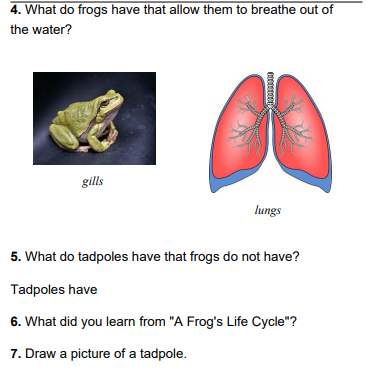 4. What do frogs have that allow them to breathe out of
the water?
gills
lungs
5. What do tadpoles have that frogs do not have?
Tadpoles have
6. What did you learn from "A Frog's Life Cycle"?
7. Draw a picture of a tadpole.